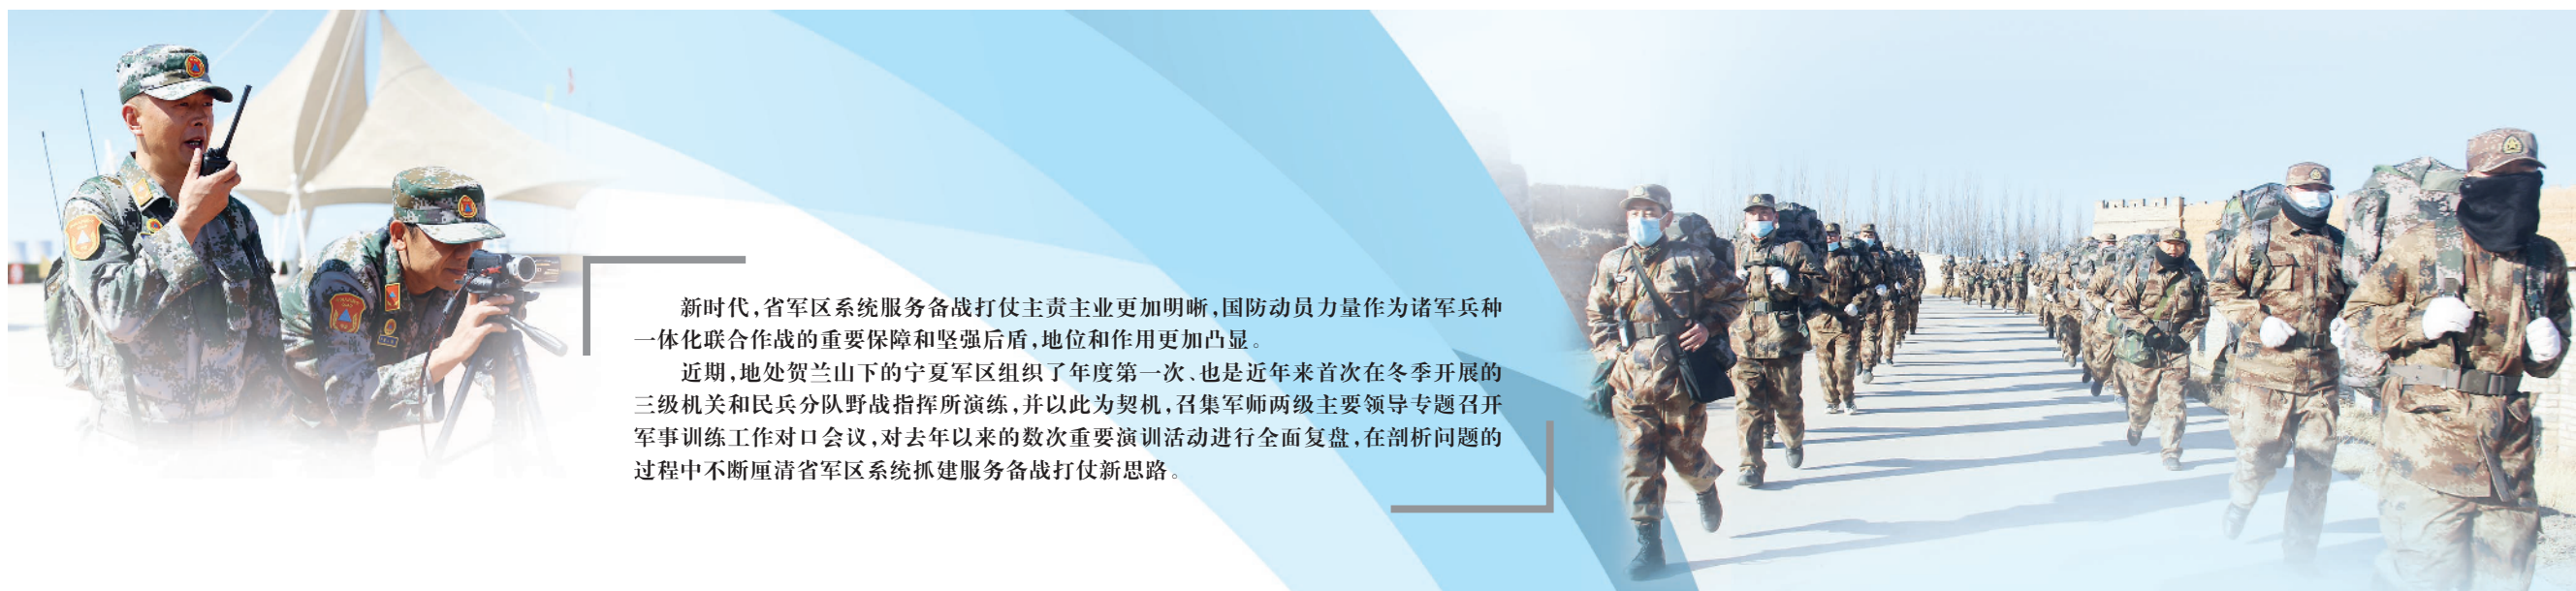 新时代,省军区系统服务备战打仗主责主业更加明晰,国防动员力量作为诸军兵种
一体化联合作战的重要保障和坚强后盾,地位和作用更加凸显。
近期,地处贺兰山下的宁夏军区组织了年度第一次、也是近年来首次在冬季开展的
三级机关和民兵分队野战指挥所演练,并以此为契机,召集军师两级主要领导专题召开
军事训练工作对口会议,对去年以来的数次重要演训活动进行全面复盘,在剖析问题的
过程中不断厘清省军区系统抓建服务备战打仗新思路。